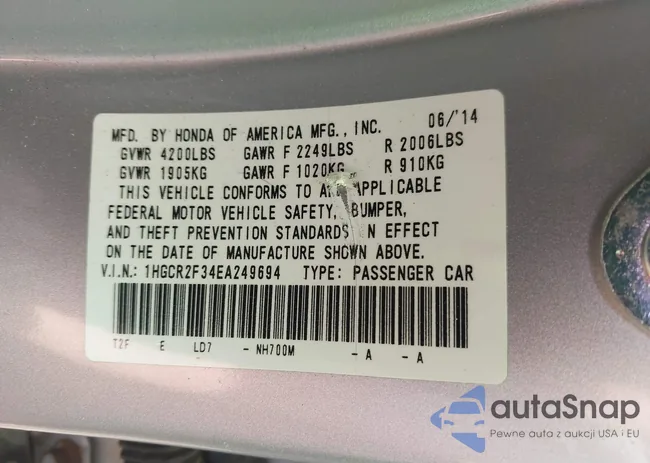 MFD. BY HONDA OF AMERICA MFG., INC. 06/'14
GVWR 4200LBS GAWR F 2249LBS R 2006LBS
GVWR 1905KG GAWR F 1020KG R 910KG
THIS VEHICLE CONFORMS TO APPLICABLE
FEDERAL MOTOR VEHICLE SAFETY, BUMPER,
AND THEFT PREVENTION STANDARDS IN EFFECT
ON THE DATE OF MANUFACTURE SHOWN ABOVE.
V.I.N.: 1HGCR2F34EA249694 TYPE: PASSENGER CAR
T2F E LD7 - NH700M - A - A
autaSnap
Pewne auta z aukcji USA i EU